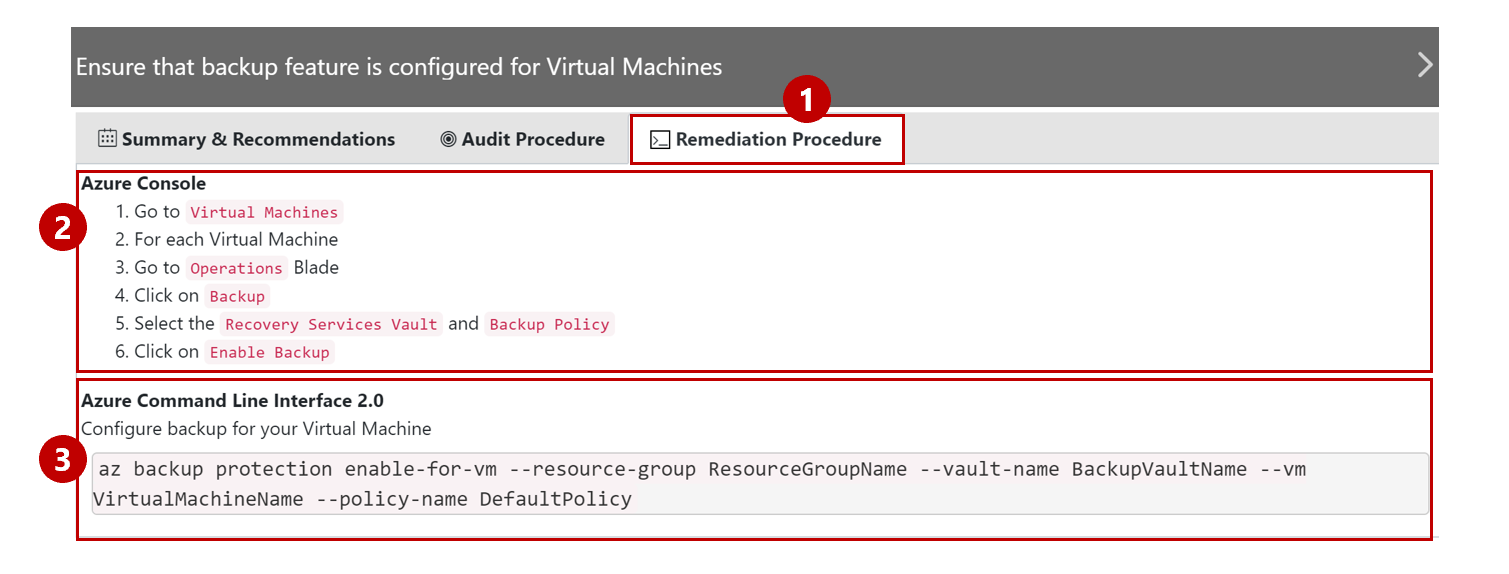 Ensure that backup feature is configured for Virtual Machines
1
Summary & Recommendations Audit Procedure Remediation Procedure
Azure Console
2
1. Go to Virtual Machines
2. For each Virtual Machine
3. Go to Operations Blade
4. Click on Backup
5. Select the Recovery Services Vault and Backup Policy
6. Click on Enable Backup
Azure Command Line Interface 2.0
Configure backup for your Virtual Machine
3
az backup protection enable-for-vm --resource-group ResourceGroupName --vault-name BackupVaultName --vm
VirtualMachineName --policy-name DefaultPolicy